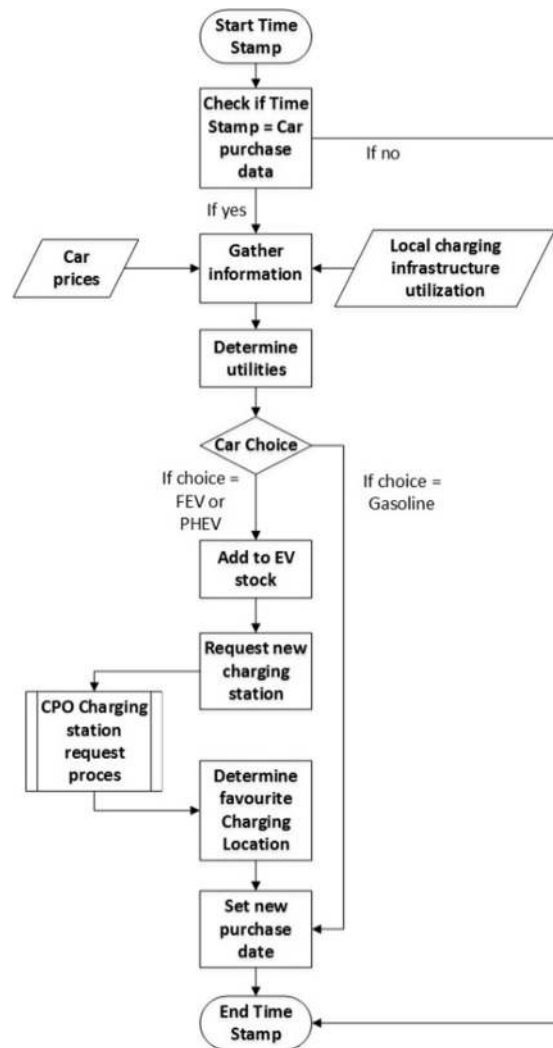 Start Time
Stamp
Check if Time
Stamp = Car
purchase
data
If no
If yes
Car
prices
Gather
information
Local charging
infrastructure
utilization
Determine
utilities
Car Choice
If choice =
FEV or
PHEV
If choice =
Gasoline
Add to EV
stock
Request new
charging
station
CPO Charging
station
request
proces
Determine
favourite
Charging
Location
Set new
purchase
date
End Time
Stamp